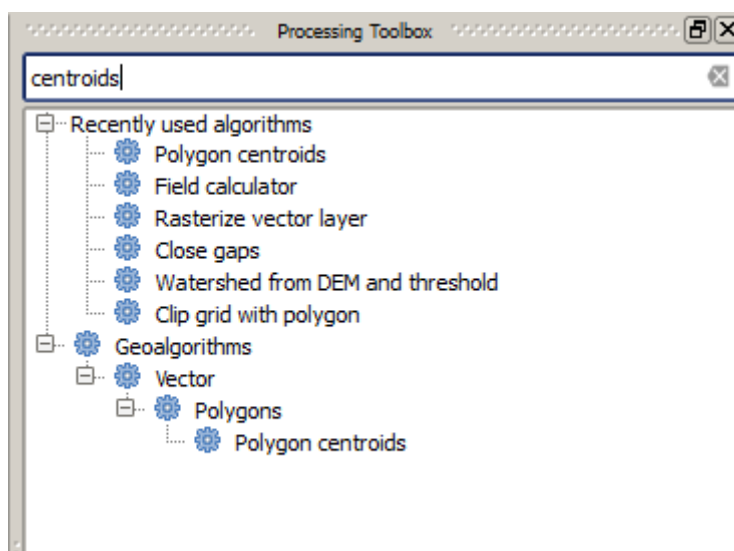 Processing Toolbox
centroids
Recently used algorithms
Polygon centroids
Field calculator
Rasterize vector layer
Close gaps
Watershed from DEM and threshold
Clip grid with polygon
Geoalgorithms
Vector
Polygons
Polygon centroids